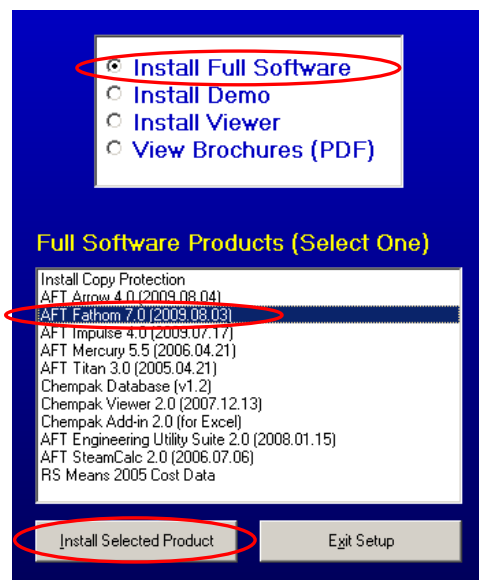 Install Full Software
Install Demo
Install Viewer
View Brochures (PDF)
Full Software Products (Select One)
Install Copy Protection
AFT Arrow 4.0 (2009.08.04)
AFT Fathom 7.0 (2009.08.03)
AFT Impulse 4.0 (2009.07.17)
AFT Mercury 5.5 (2006.04.21)
AFT Titan 3.0 (2005.04.21)
Chempak Database (v1.2)
Chempak Viewer 2.0 (2007.12.13)
Chempak Add-in 2.0 (for Excel)
AFT Engineering Utility Suite 2.0 (2008.01.15)
AFT SteamCalc 2.0 (2006.07.06)
RS Means 2005 Cost Data
Install Selected Product
Exit Setup